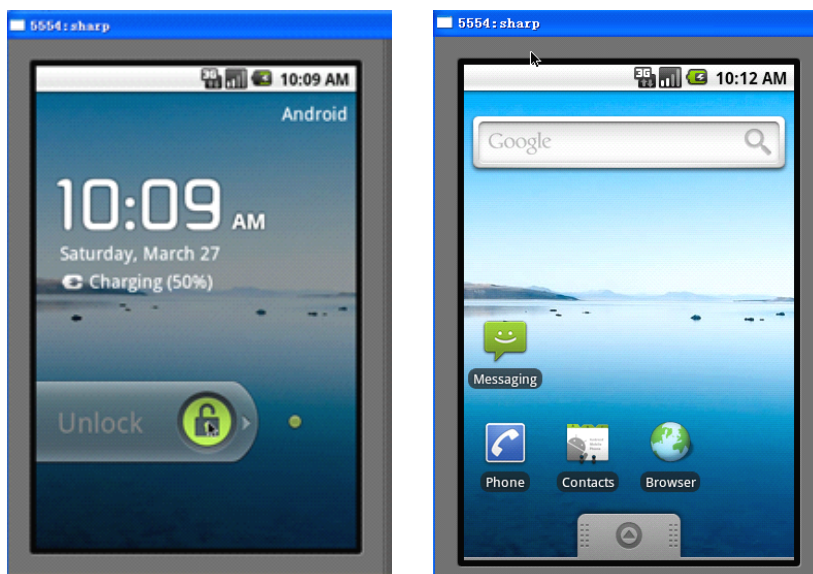 5554:sharp
3G
10:09 AM
Android
10:09 AM
Saturday, March 27
Charging (50%)
Unlock
5554:sharp
3G
10:12 AM
Google
Messaging
Phone
Contacts
Browser